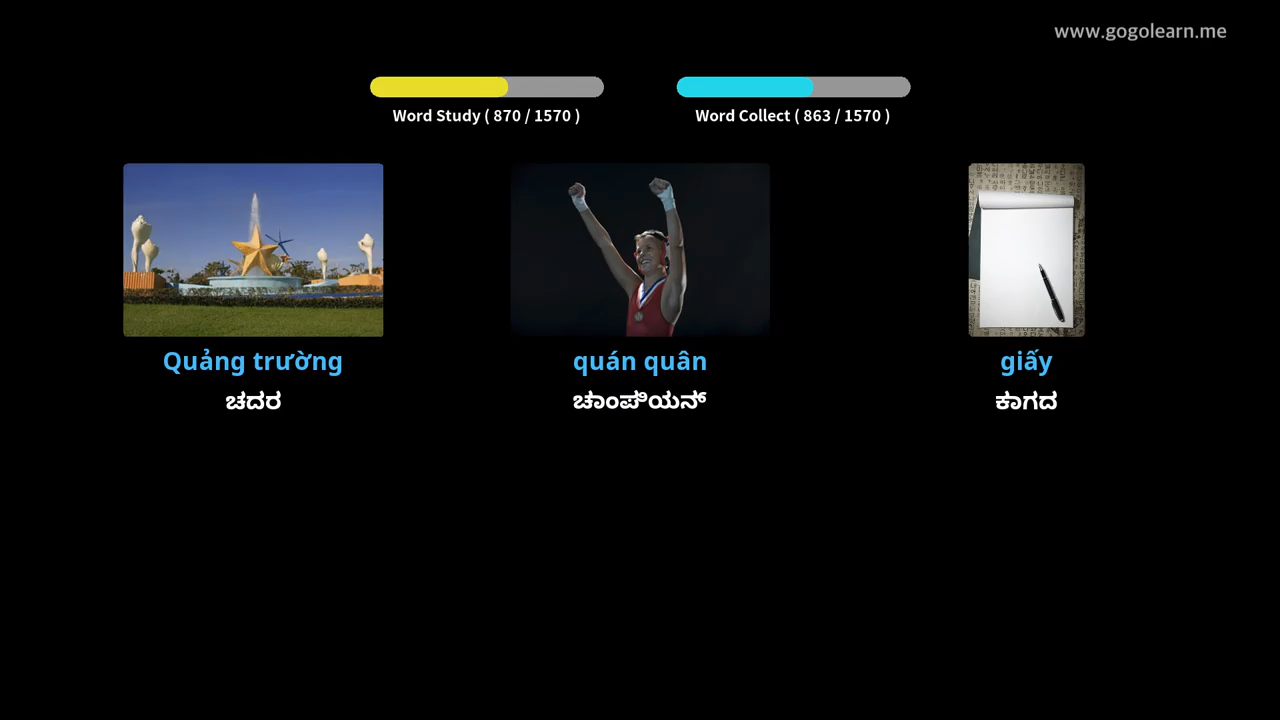 www.gogolearn.me
Word Study ( 870 / 1570 )
Word Collect ( 863 / 1570 )
Quảng trường
ಚದರ
quán quân
ಚಾಂಪಿಯನ್
giấy
ಕಾಗದ